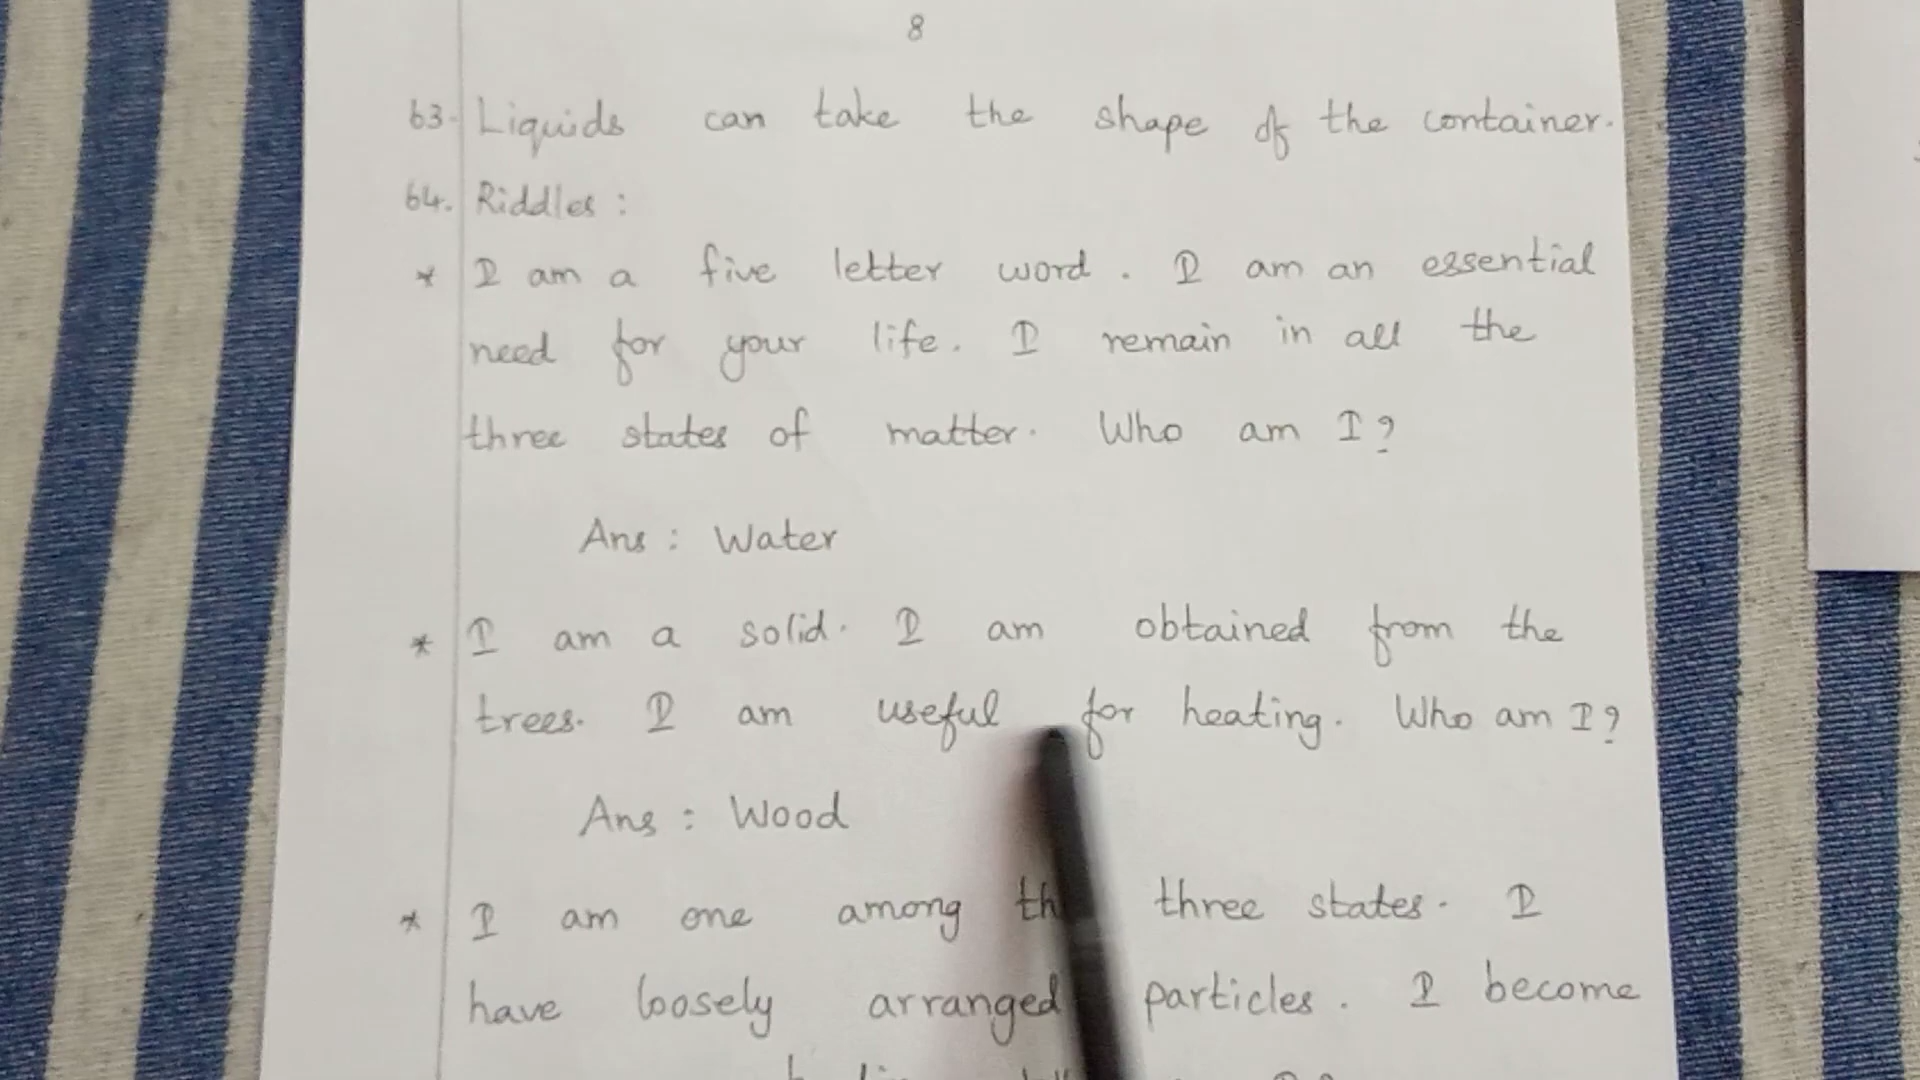 8
63. Liquids can take the shape of the container.
64. Riddles :
* I am a five letter word. I am an essential
need for your life. I remain in all the
three states of matter. Who am I?
Ans : Water
* I am a solid. I am obtained from the
trees. I am useful for heating. Who am I?
Ans : Wood
* I am one among th three states. I
have loosely arranged particles. I become